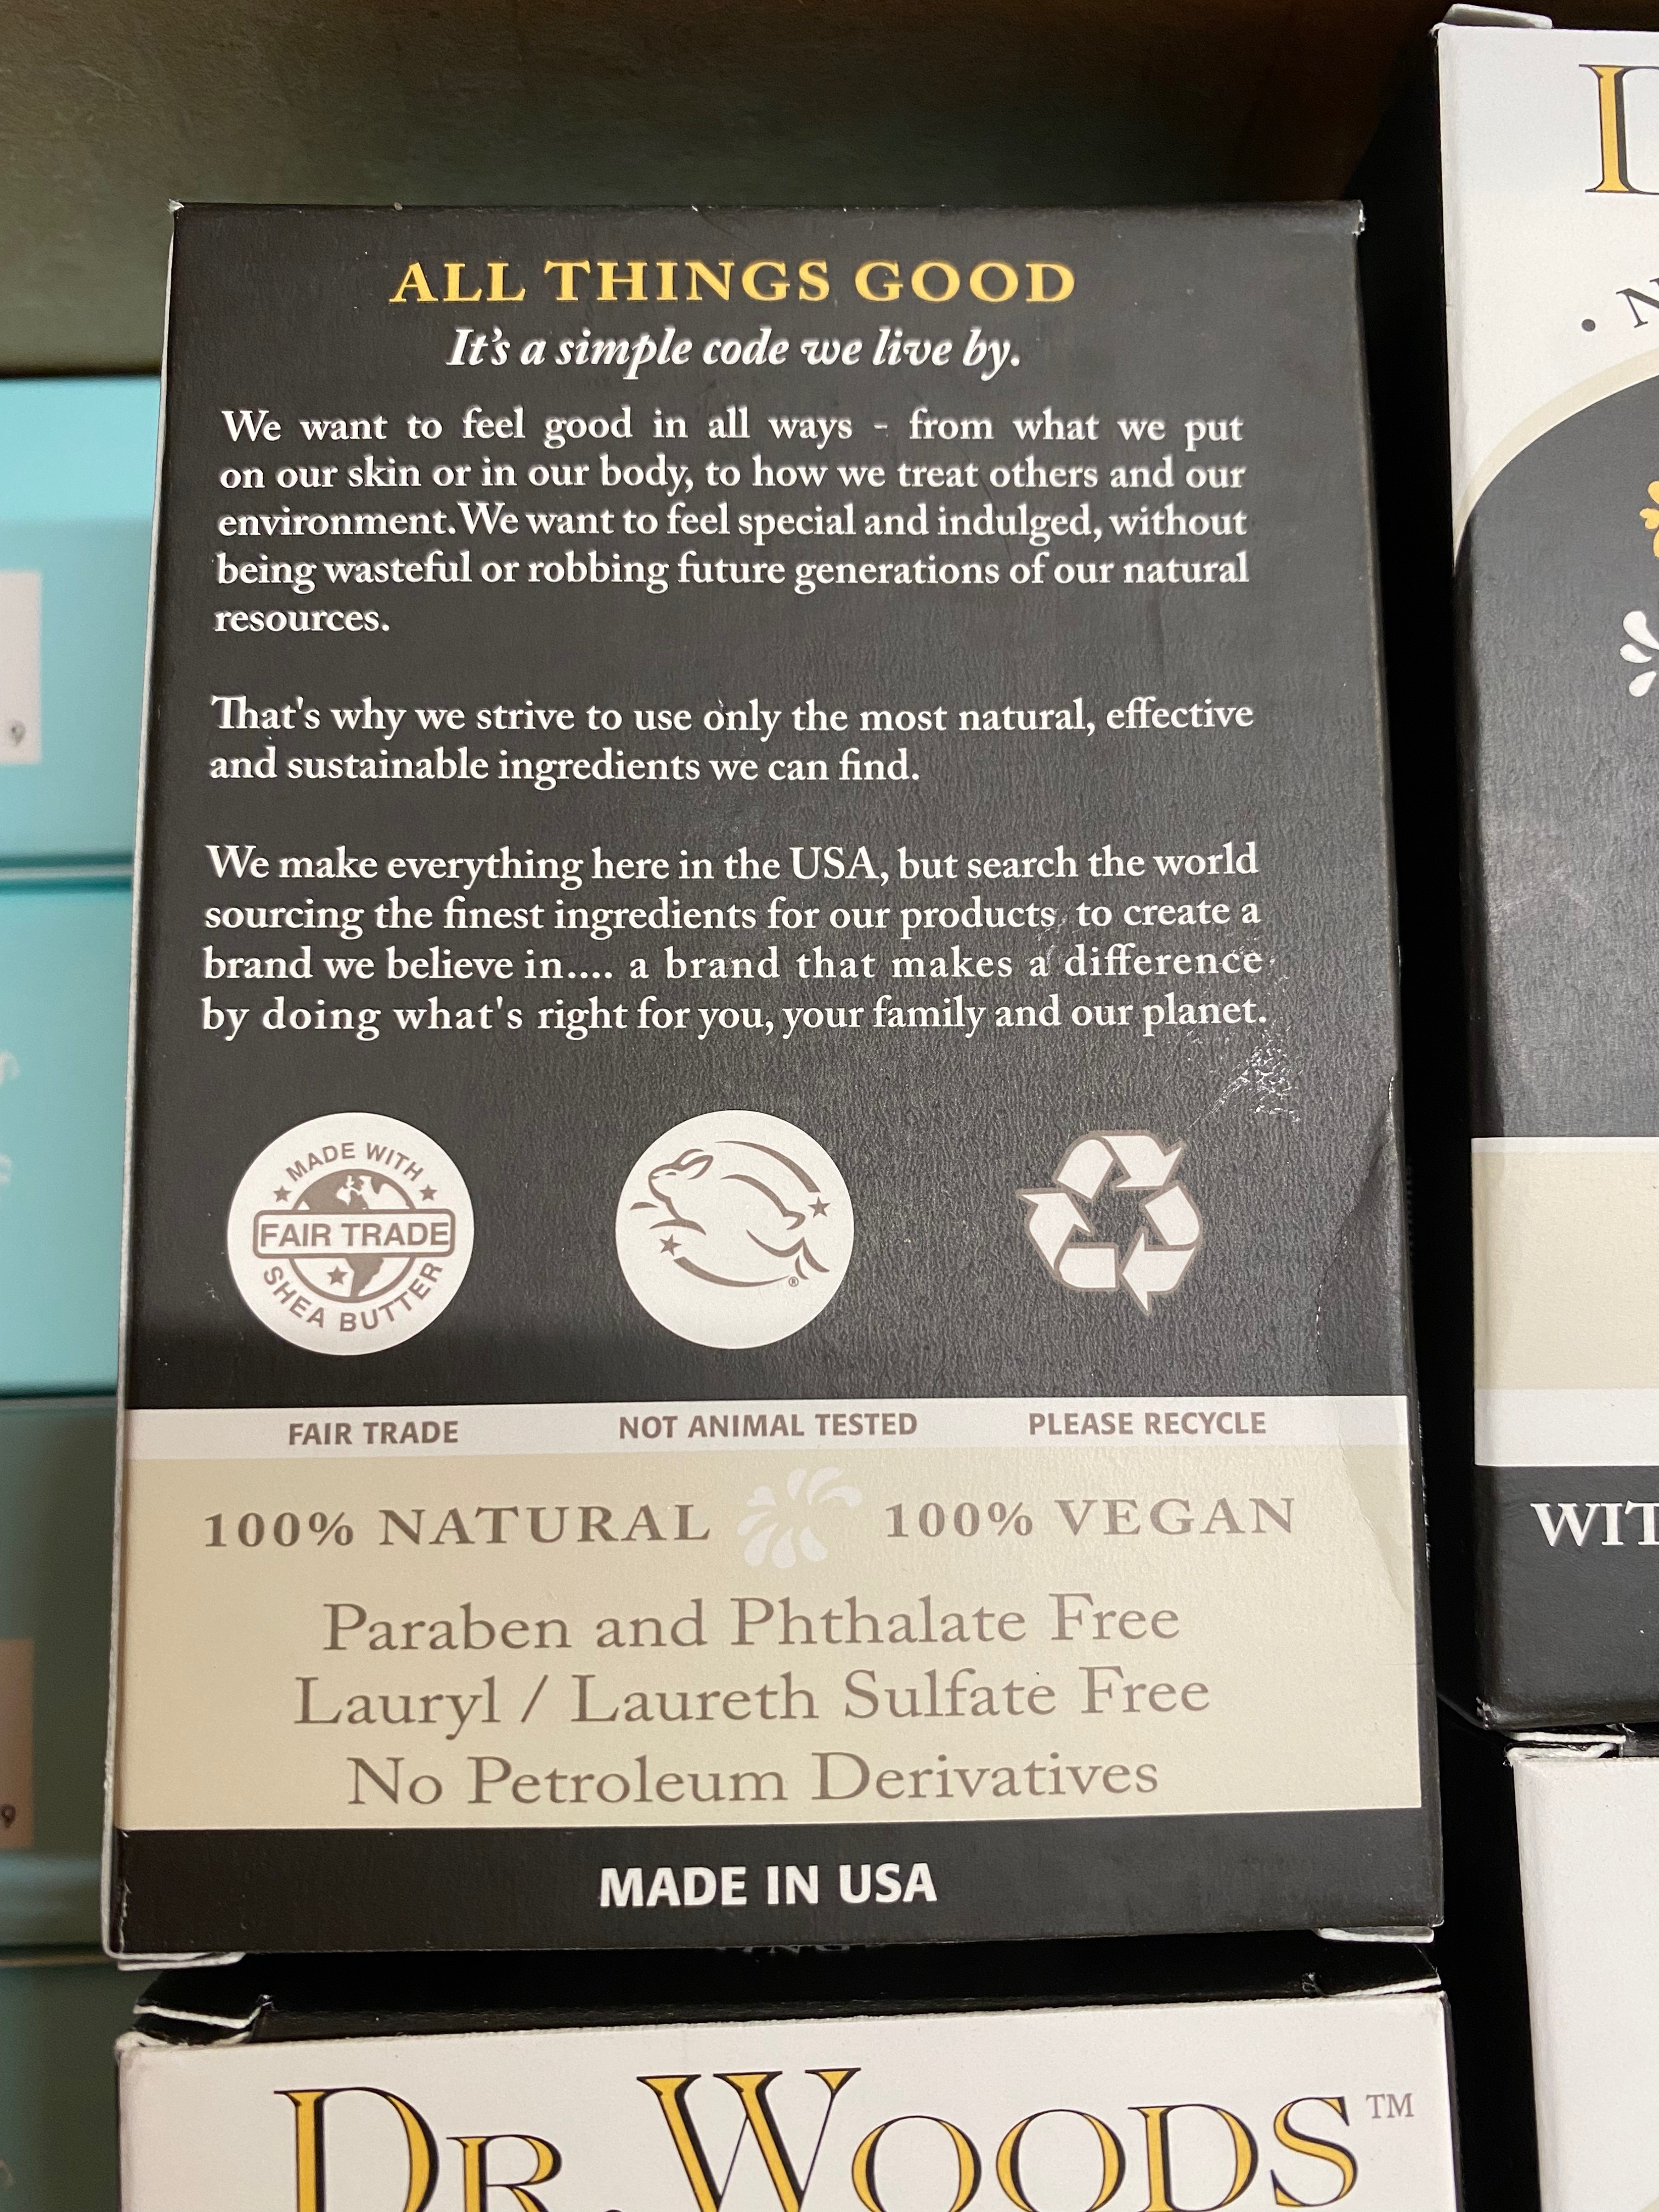 ALL THINGS GOOD
It's a simple code we live by.
We want to feel good in all ways - from what we put
on our skin or in our body, to how we treat others and our
environment. We want to feel special and indulged, without
being wasteful or robbing future generations of our natural
resources.
That's why we strive to use only the most natural, effective
and sustainable ingredients we can find.
We make everything here in the USA, but search the world
sourcing the finest ingredients for our products, to create a
brand we believe in.... a brand that makes a difference
by doing what's right for you, your family and our planet.
MADE WITH
FAIR TRADE
SHEA BUTTER
®
FAIR TRADE
NOT ANIMAL TESTED
PLEASE RECYCLE
100% NATURAL
100% VEGAN
Paraben and Phthalate Free
Lauryl / Laureth Sulfate Free
No Petroleum Derivatives
MADE IN USA
DR. WOODS™
WIT
9
9